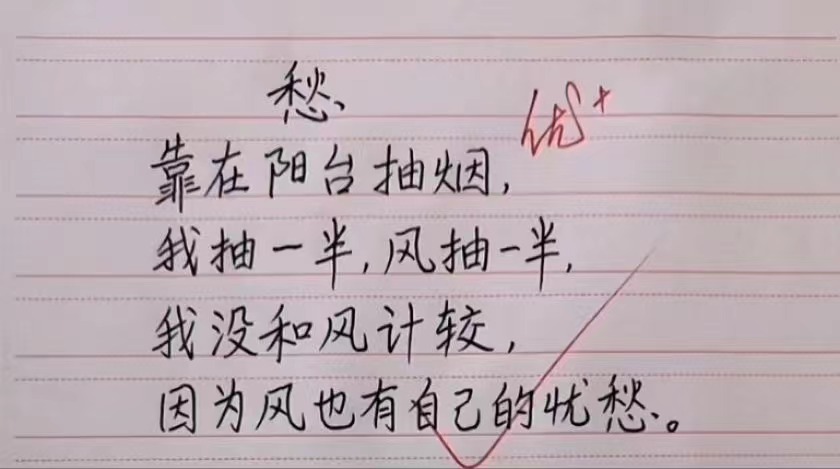 愁
优+
靠在阳台抽烟，
我抽一半，风抽一半，
我没和风计较，
因为风也有自己的忧愁。